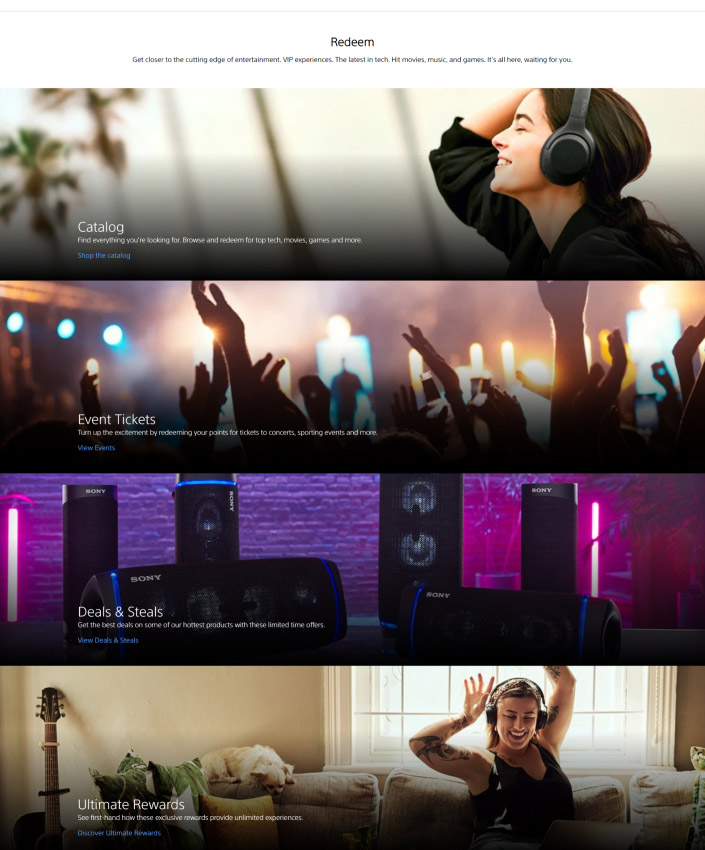 Redeem
Get closer to the cutting edge of entertainment. VIP experiences. The latest in tech. Hit movies, music, and games. It's all here, waiting for you.
Catalog
Find everything you're looking for. Browse and redeem for top tech, movies, games and more.
Shop the catalog
Event Tickets
Turn up the excitement by redeeming your points for tickets to concerts, sporting events and more.
View Events
SONY
SONY
SONY
SONY
SONY
Deals & Steals
Get the best deals on some of our hottest products with these limited time offers.
View Deals & Steals
Ultimate Rewards
See first-hand how these exclusive rewards provide unlimited experiences.
Discover Ultimate Rewards